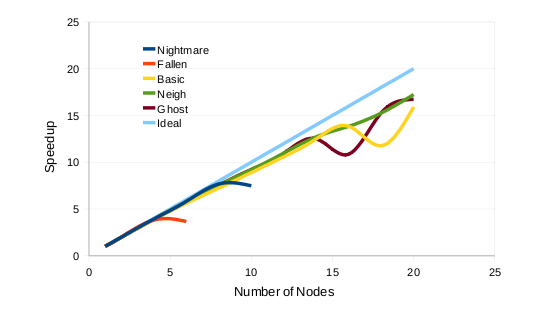 25
20
15
10
5
0
Speedup
Nightmare
Fallen
Basic
Neigh
Ghost
Ideal
0 5 10 15 20 25
Number of Nodes